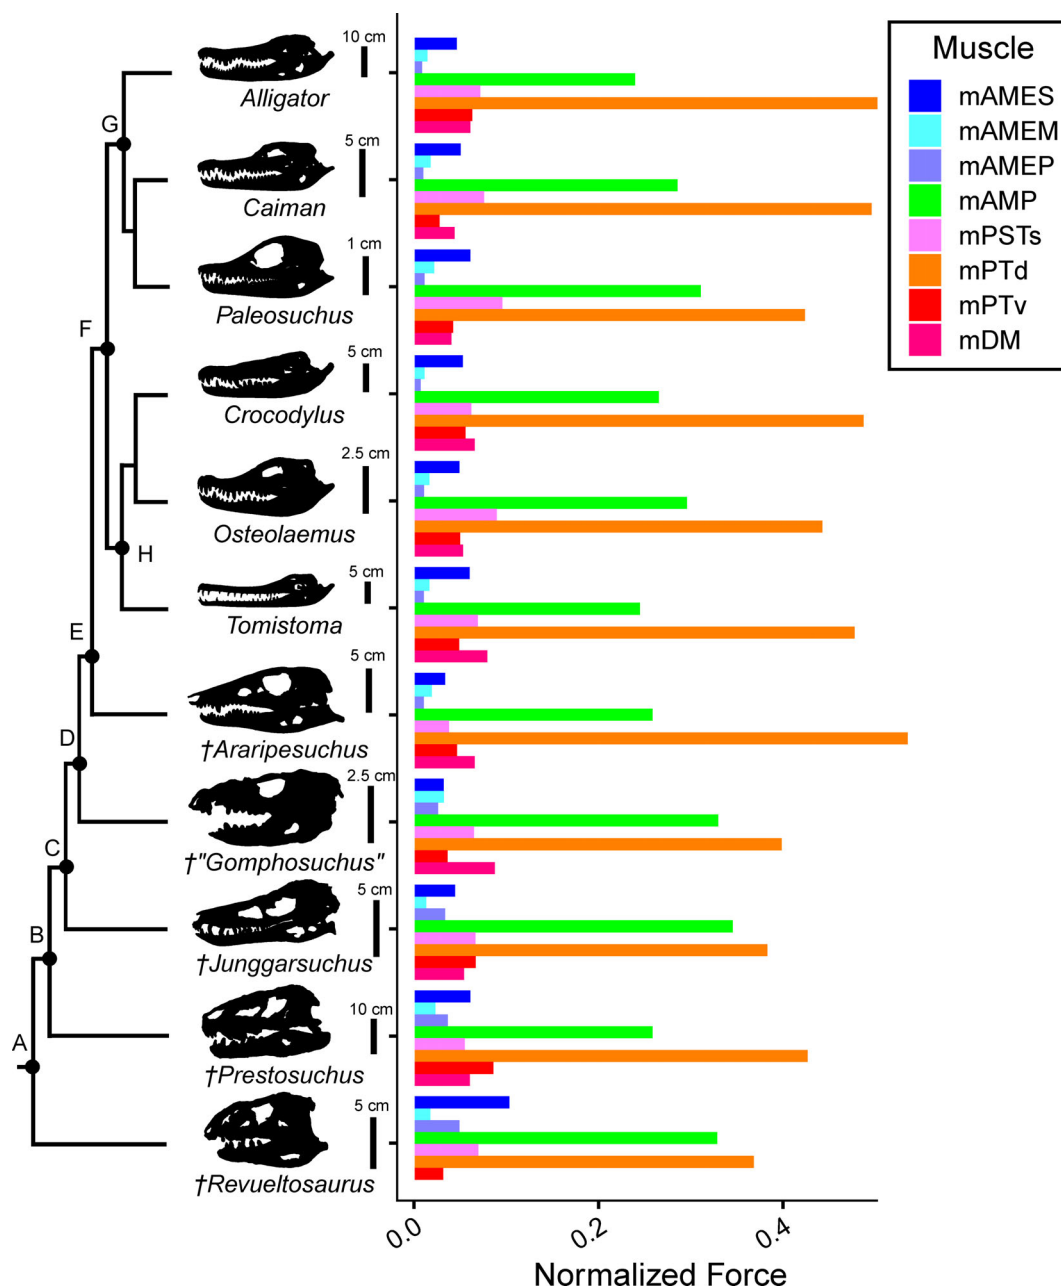 10 cm
Alligator
G
5 cm
Caiman
1 cm
Paleosuchus
F
5 cm
Crocodylus
2.5 cm
Osteolaemus
H
5 cm
Tomistoma
E
5 cm
†Araripesuchus
D
2.5 cm
†"Gomphosuchus"
C
5 cm
†Junggarsuchus
B
10 cm
†Prestosuchus
A
5 cm
†Revueltosaurus
0.0 0.2 0.4
Normalized Force
Muscle
mAMES
mAMEM
mAMEP
mAMP
mPSTs
mPTd
mPTv
mDM